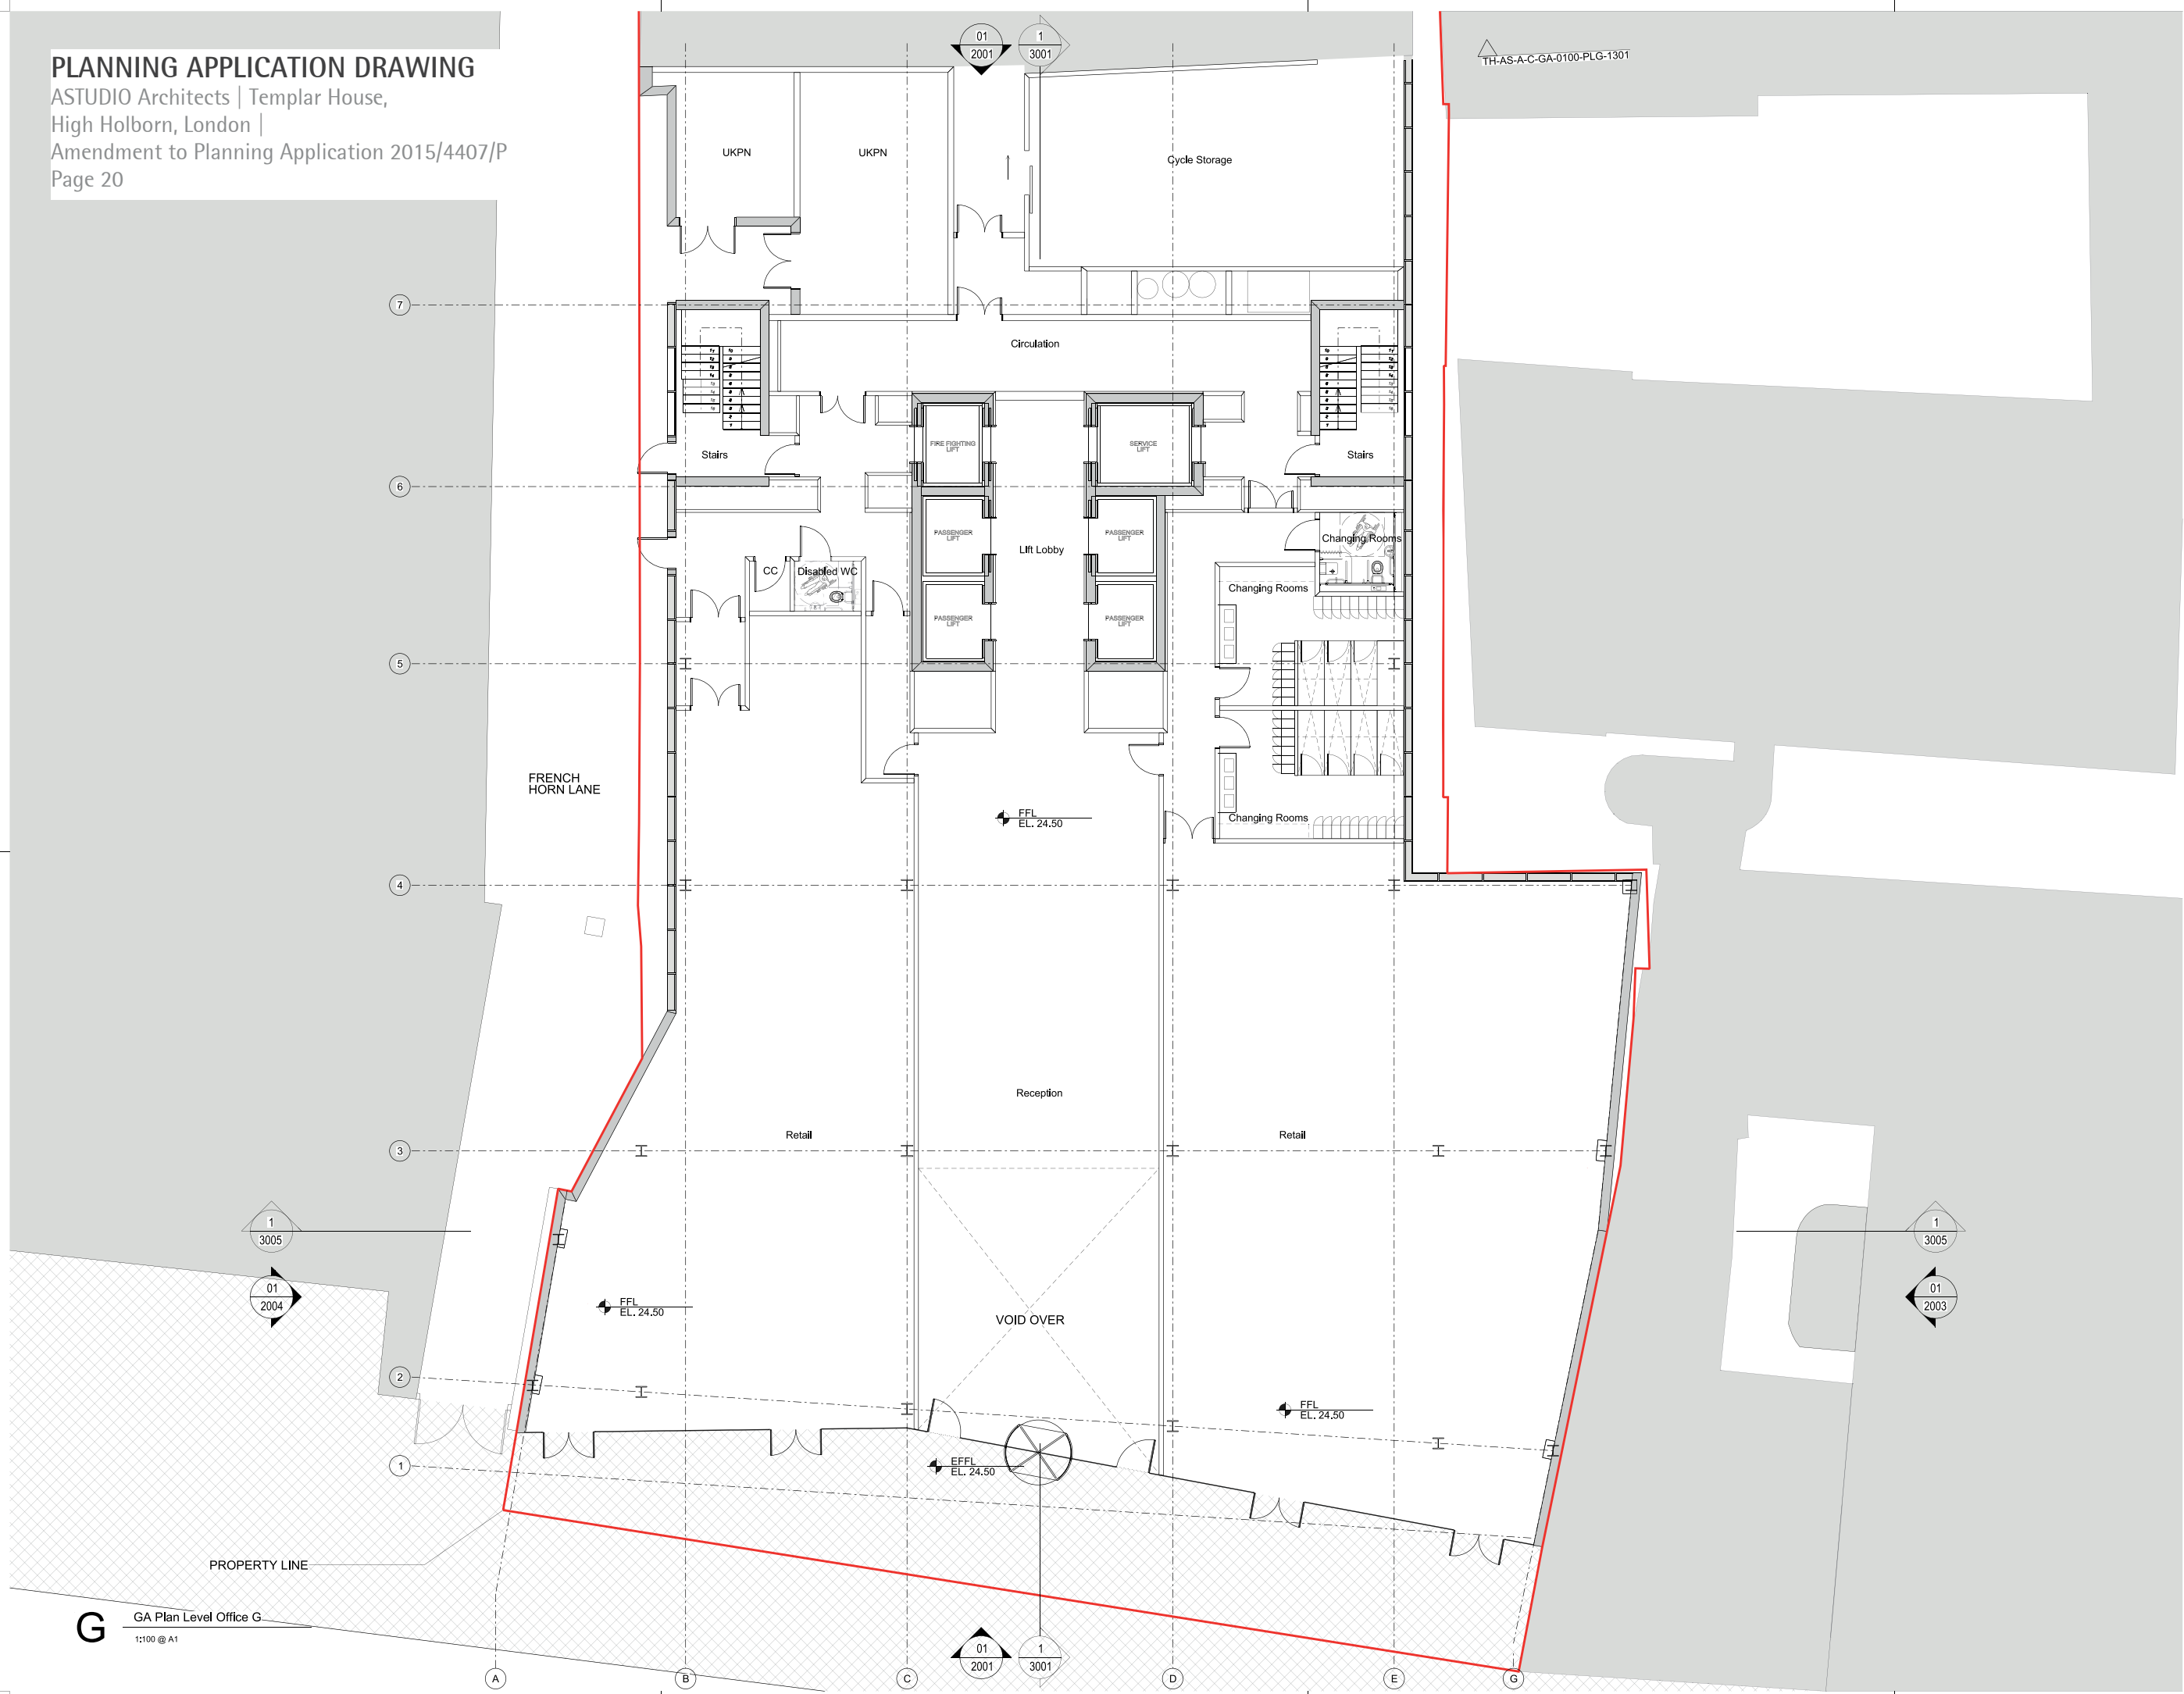 PLANNING APPLICATION DRAWING
ASTUDIO Architects | Templar House,
High Holborn, London |
Amendment to Planning Application 2015/4407/P
Page 20
01
2001
1
3001
TH-AS-A-C-GA-0100-PLG-1301
UKPN
UKPN
Cycle Storage
7
Circulation
FIRE FIGHTING
LIFT
SERVICE
LIFT
Stairs
Stairs
6
PASSENGER
LIFT
PASSENGER
LIFT
Lift Lobby
Changing Rooms
CC
Disabled WC
Changing Rooms
PASSENGER
LIFT
PASSENGER
LIFT
5
FRENCH
HORN LANE
FFL
EL. 24.50
Changing Rooms
4
Reception
Retail
Retail
3
1
3005
1
3005
01
2004
01
2003
FFL
EL. 24.50
VOID OVER
2
FFL
EL. 24.50
1
EFFL
EL. 24.50
PROPERTY LINE
G
GA Plan Level Office G
1:100 @ A1
01
2001
1
3001
A
B
C
D
E
G